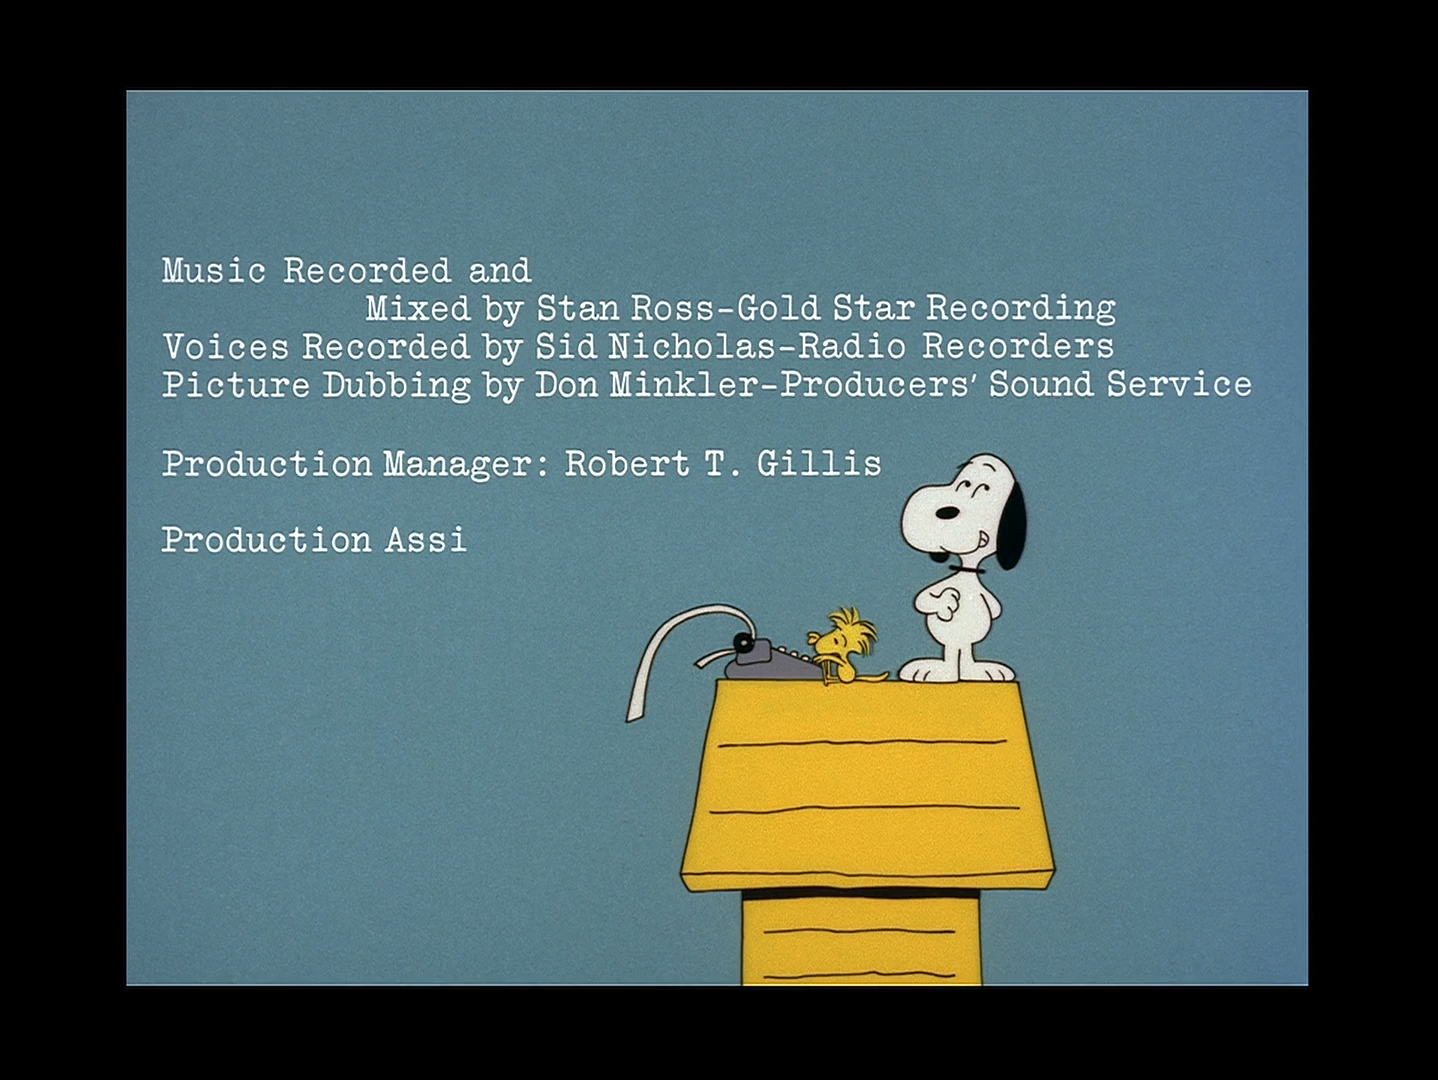 Music Recorded and
Mixed by Stan Ross-Gold Star Recording
Voices Recorded by Sid Nicholas-Radio Recorders
Picture Dubbing by Don Minkler-Producers' Sound Service
Production Manager: Robert T. Gillis
Production Assi